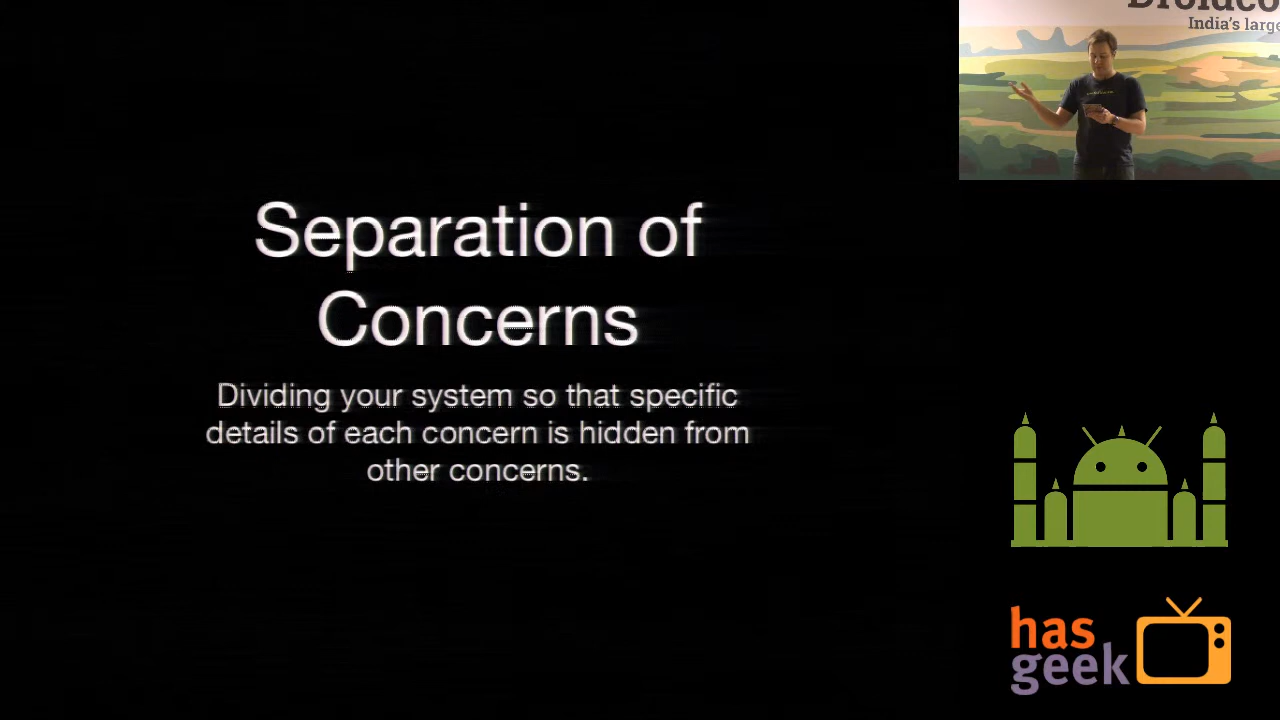 Separation of
Concerns
Dividing your system so that specific
details of each concern is hidden from
other concerns.
India's large
has
geek